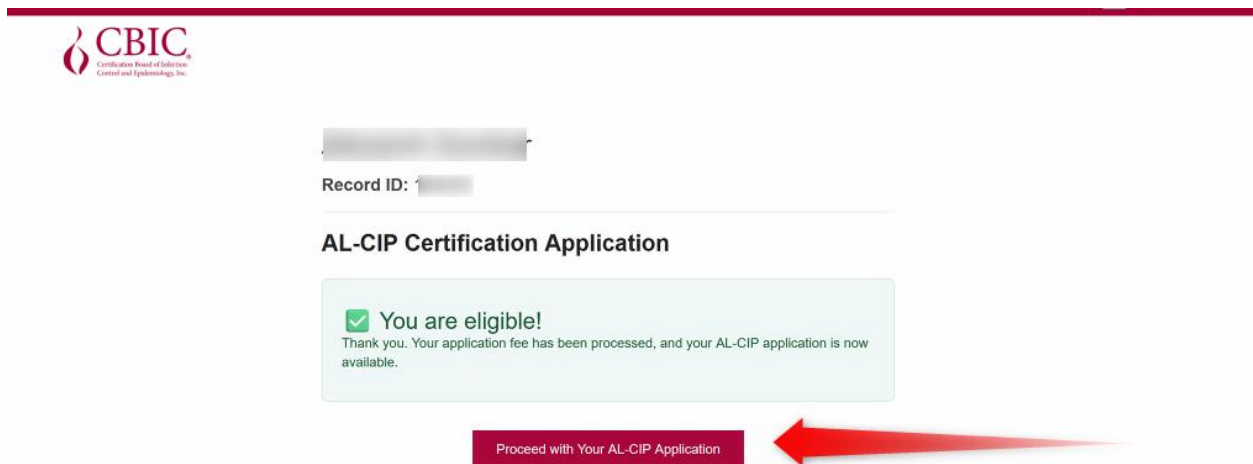 CBIC®
Certification Board of Infection
Control and Epidemiology, Inc.
Record ID:
AL-CIP Certification Application
You are eligible!
Thank you. Your application fee has been processed, and your AL-CIP application is now
available.
Proceed with Your AL-CIP Application